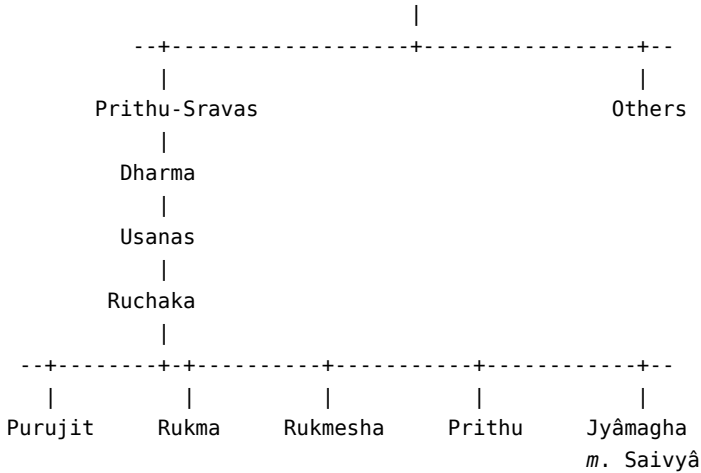 |
--+-------------------+----------------+--
| |
Prithu-Sravas Others
|
Dharma
|
Usanas
|
Ruchaka
|
--+--------+-+----------+-----------+------------+--
| | | | |
Purujit Rukma Rukmesha Prithu Jyâmagha
m. Saivyâ